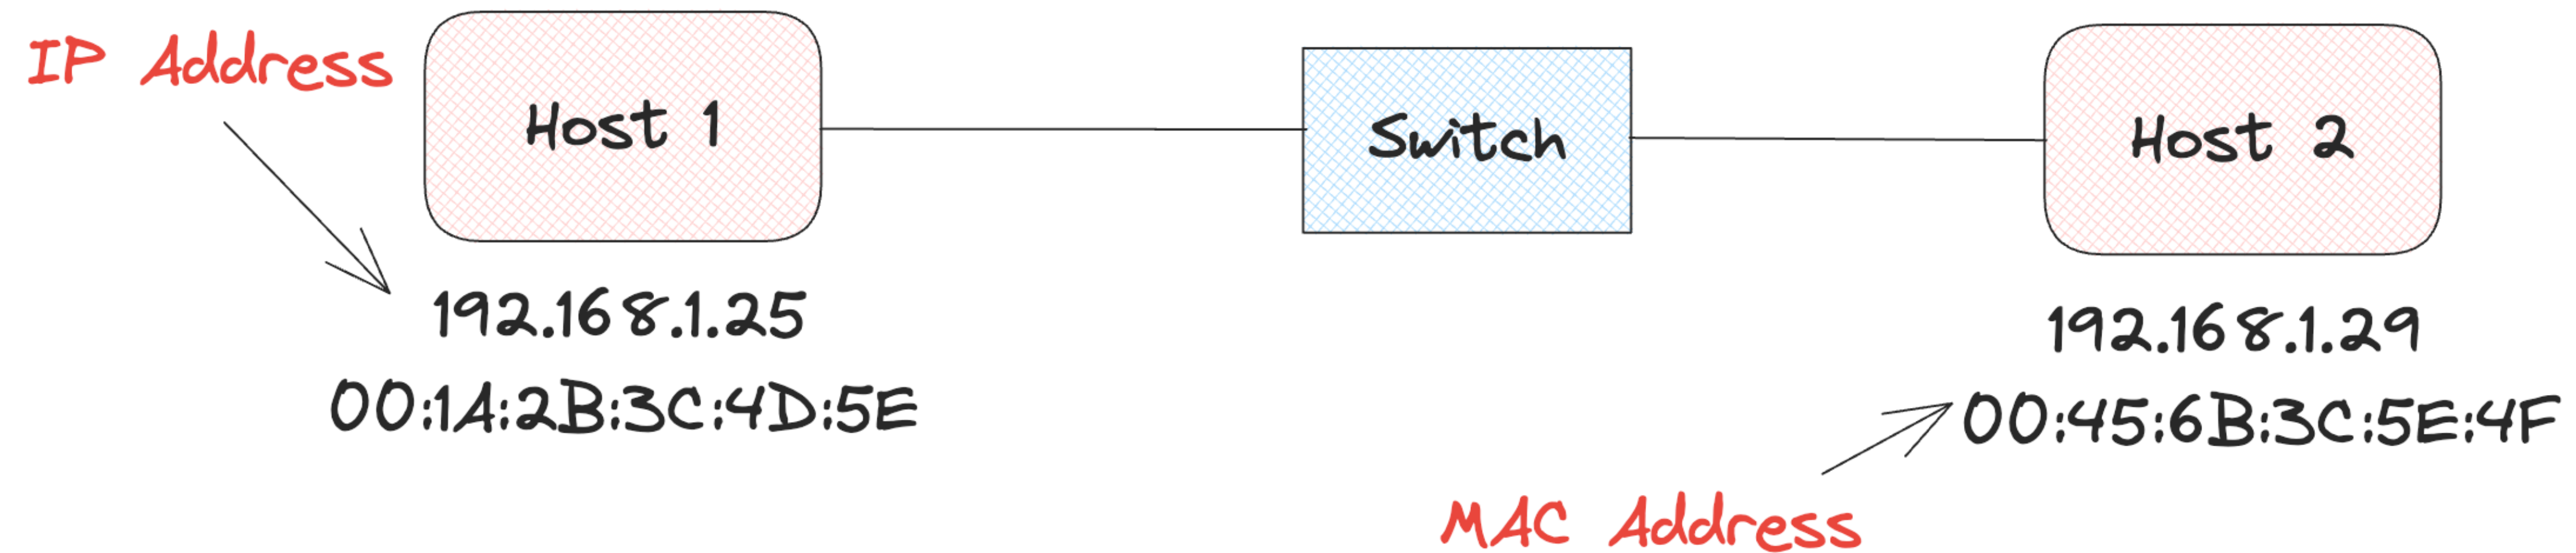 IP Address
Host 1
Switch
Host 2
192.168.1.25
00:1A:2B:3C:4D:5E
192.168.1.29
00:45:6B:3C:5E:4F
MAC Address